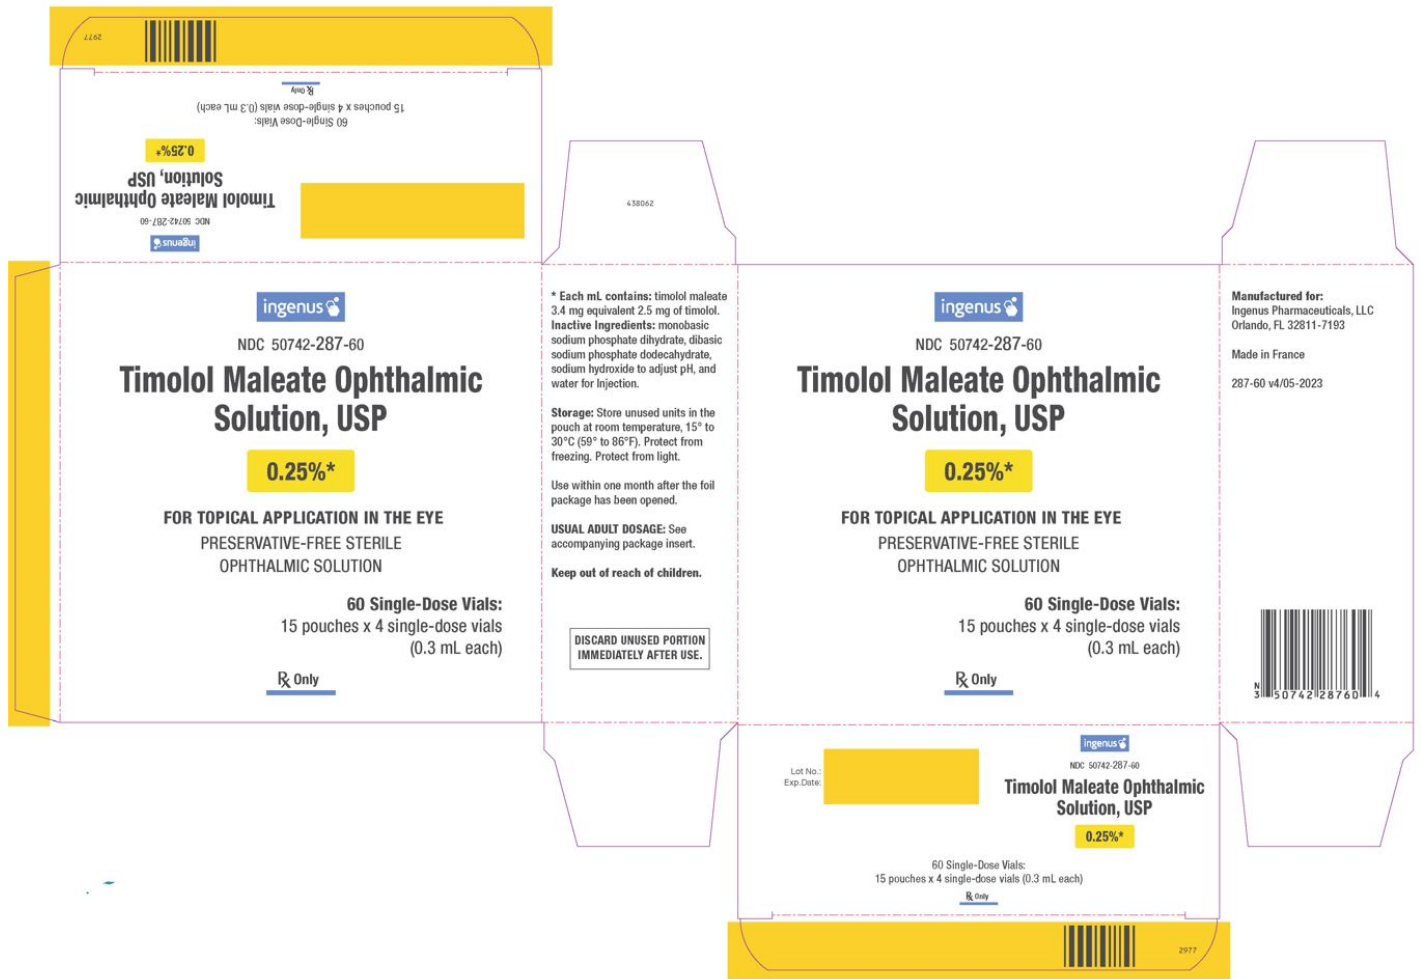 2977
Rx Only
15 pouches x 4 single-dose vials (0.3 mL each)
60 Single-Dose Vials:
0.25%*
Timolol Maleate Ophthalmic
Solution, USP
NDC 50742-287-60
ingenus
438062
ingenus
NDC 50742-287-60
Timolol Maleate Ophthalmic
Solution, USP
0.25%*
FOR TOPICAL APPLICATION IN THE EYE
PRESERVATIVE-FREE STERILE
OPHTHALMIC SOLUTION
60 Single-Dose Vials:
15 pouches x 4 single-dose vials
(0.3 mL each)
Rx Only
* Each mL contains: timolol maleate
3.4 mg equivalent 2.5 mg of timolol.
Inactive Ingredients: monobasic
sodium phosphate dihydrate, dibasic
sodium phosphate dodecahydrate,
sodium hydroxide to adjust pH, and
water for Injection.
Storage: Store unused units in the
pouch at room temperature, 15° to
30°C (59° to 86°F). Protect from
freezing. Protect from light.
Use within one month after the foil
package has been opened.
USUAL ADULT DOSAGE: See
accompanying package insert.
Keep out of reach of children.
DISCARD UNUSED PORTION
IMMEDIATELY AFTER USE.
ingenus
NDC 50742-287-60
Timolol Maleate Ophthalmic
Solution, USP
0.25%*
FOR TOPICAL APPLICATION IN THE EYE
PRESERVATIVE-FREE STERILE
OPHTHALMIC SOLUTION
60 Single-Dose Vials:
15 pouches x 4 single-dose vials
(0.3 mL each)
Rx Only
Manufactured for:
Ingenus Pharmaceuticals, LLC
Orlando, FL 32811-7193
Made in France
287-60 v4/05-2023
N
3 50742 28760 4
Lot No.:
Exp.Date:
ingenus
NDC 50742-287-60
Timolol Maleate Ophthalmic
Solution, USP
0.25%*
60 Single-Dose Vials:
15 pouches x 4 single-dose vials (0.3 mL each)
Rx Only
2977